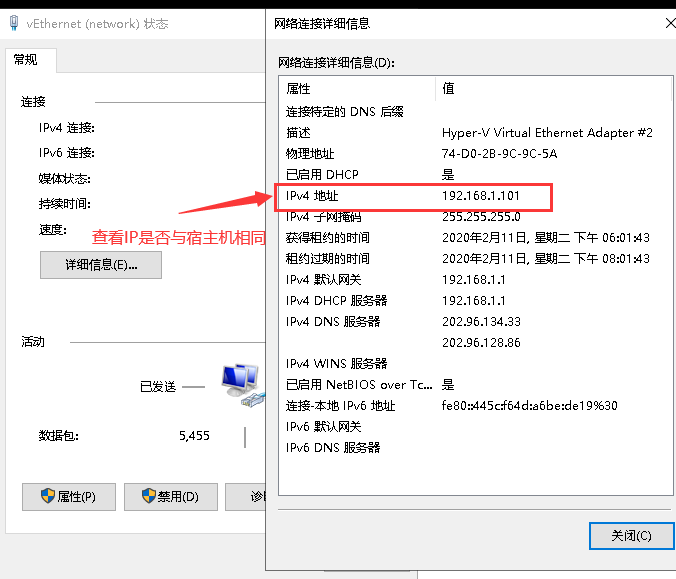 vEthernet (network) 状态
常规
连接
IPv4 连接:
IPv6 连接:
媒体状态:
持续时间:
速度:
查看IP是否与宿主机相同
详细信息(E)...
活动
已发送
数据包:
5,455
属性(P)
禁用(D)
诊
网络连接详细信息
网络连接详细信息(D):
属性 值
连接特定的 DNS 后缀
描述 Hyper-V Virtual Ethernet Adapter #2
物理地址 74-D0-2B-9C-9C-5A
已启用 DHCP 是
IPv4 地址 192.168.1.101
IPv4 子网掩码 255.255.255.0
获得租约的时间 2020年2月11日, 星期二 下午 06:01:43
租约过期的时间 2020年2月11日, 星期二 下午 08:01:43
IPv4 默认网关 192.168.1.1
IPv4 DHCP 服务器 192.168.1.1
IPv4 DNS 服务器 202.96.134.33
202.96.128.86
IPv4 WINS 服务器
已启用 NetBIOS over Tc... 是
连接-本地 IPv6 地址 fe80::445c:f64d:a6be:de19%30
IPv6 默认网关
IPv6 DNS 服务器
关闭(C)